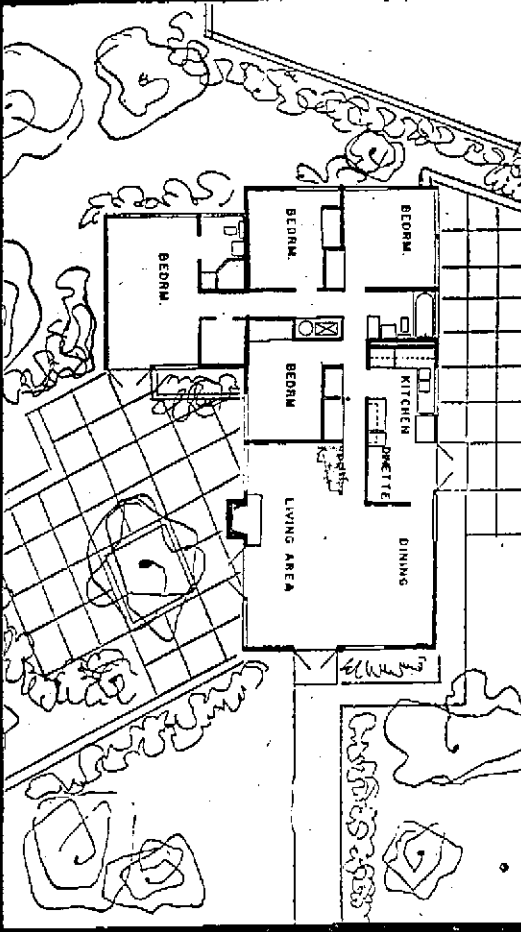 BEDRM.
BEDRM.
BEDRM.
BEDRM
KITCHEN
DINETTE
LIVING AREA
DINING